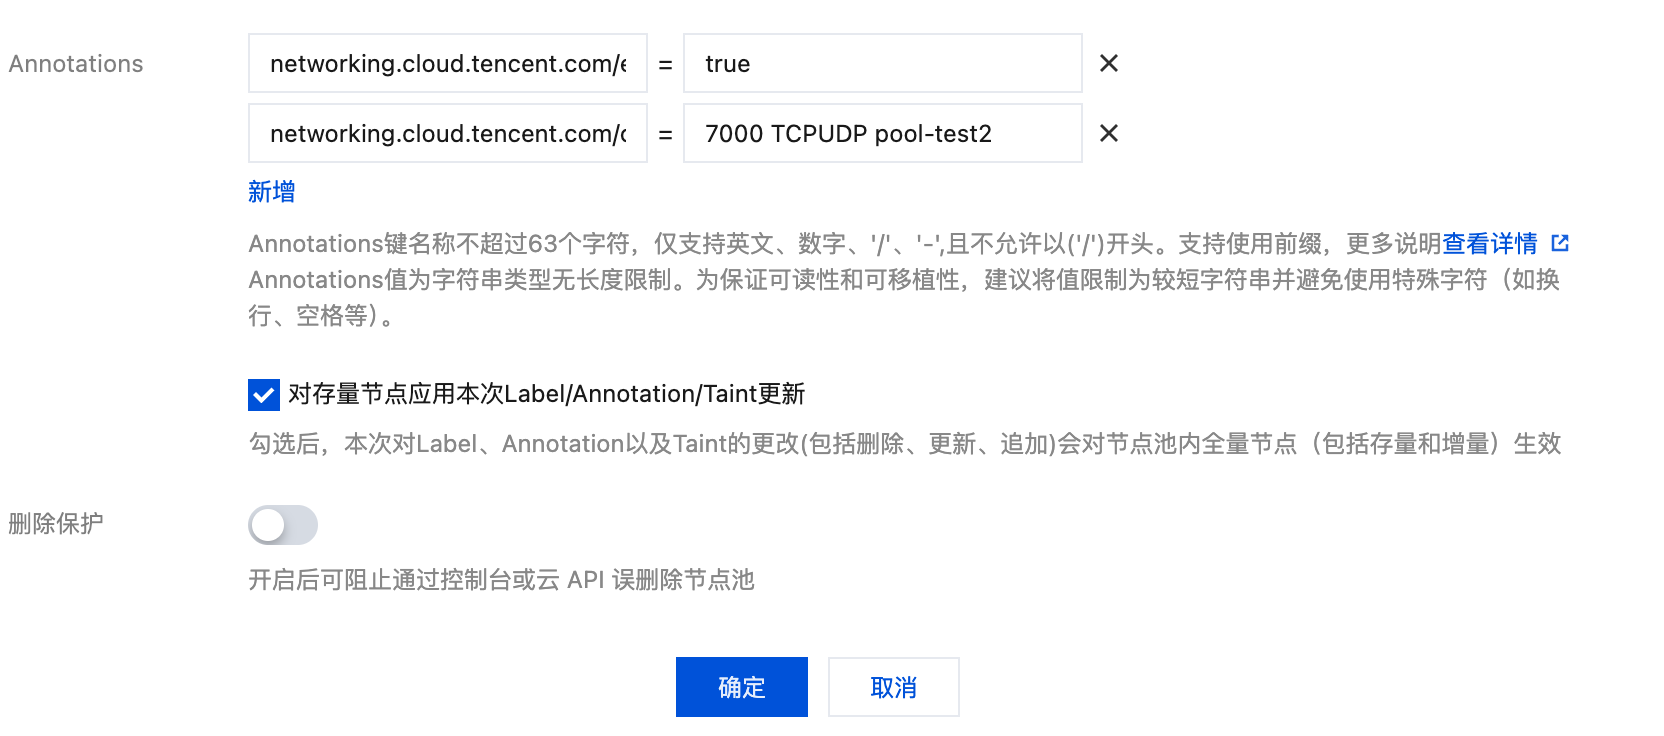 Annotations
networking.cloud.tencent.com/e = true
networking.cloud.tencent.com/c = 7000 TCPUDP pool-test2
新增
Annotations键名称不超过63个字符，仅支持英文、数字、'/'、'-',且不允许以('/')开头。支持使用前缀，更多说明查看详情
Annotations值为字符串类型无长度限制。为保证可读性和可移植性，建议将值限制为较短字符串并避免使用特殊字符（如换
行、空格等）。
对存量节点应用本次Label/Annotation/Taint更新
勾选后，本次对Label、Annotation以及Taint的更改(包括删除、更新、追加)会对节点池内全量节点（包括存量和增量）生效
删除保护
开启后可阻止通过控制台或云 API 误删除节点池
确定 取消